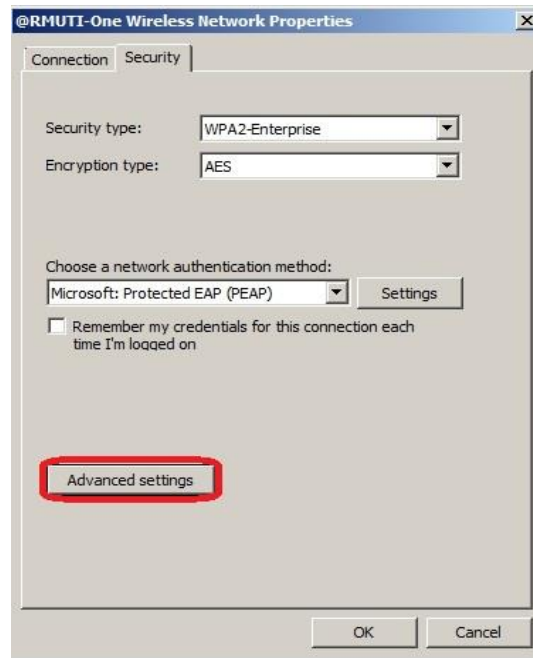 @RMUTI-One Wireless Network Properties
Connection Security
Security type: WPA2-Enterprise
Encryption type: AES
Choose a network authentication method:
Microsoft: Protected EAP (PEAP) Settings
Remember my credentials for this connection each
time I'm logged on
Advanced settings
OK Cancel